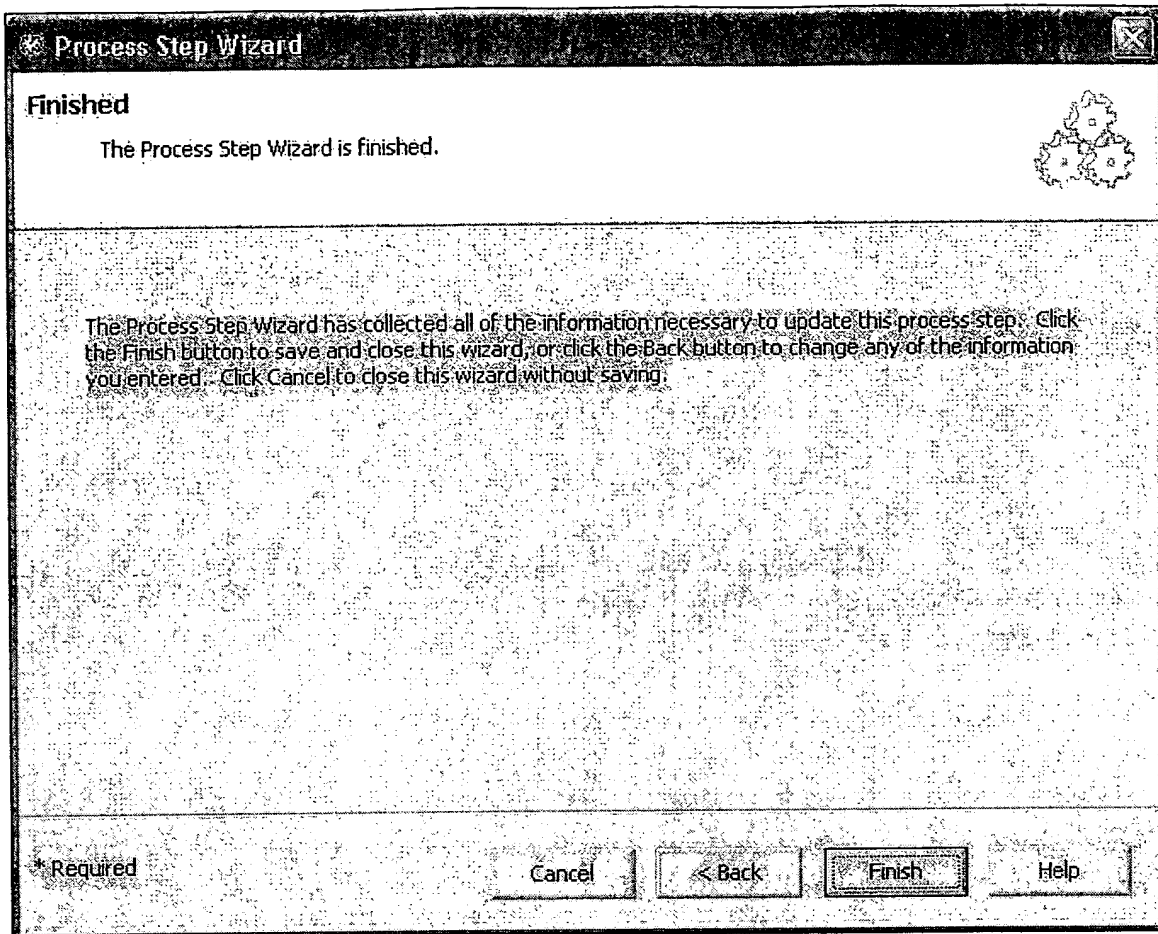 Process Step Wizard
Finished
The Process Step Wizard is finished.
The Process Step Wizard has collected all of the information necessary to update this process step. Click
the Finish button to save and close this wizard, or click the Back button to change any of the information
you entered. Click Cancel to close this wizard without saving.
* Required
Cancel
< Back
Finish
Help